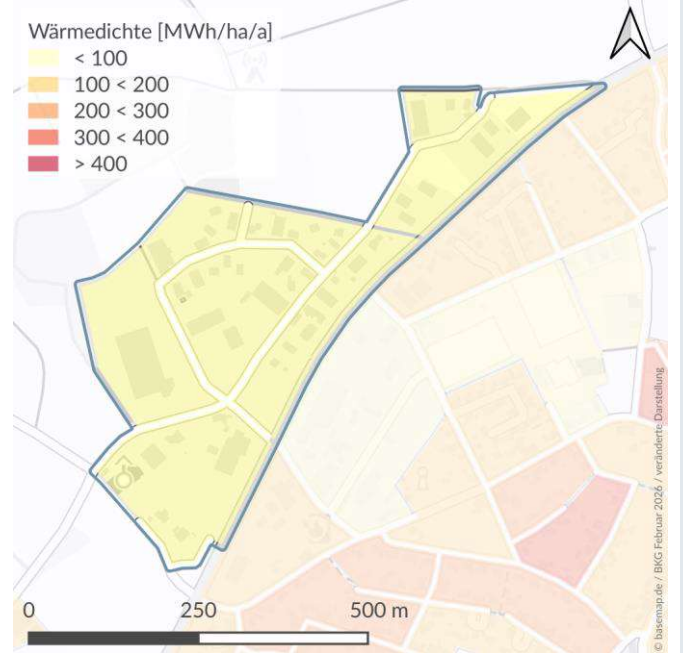 Wärmedichte [MWh/ha/a]
< 100
100 < 200
200 < 300
300 < 400
> 400
0 250 500 m
© basemap.de / BKG Februar 2026 / veränderte Darstellung